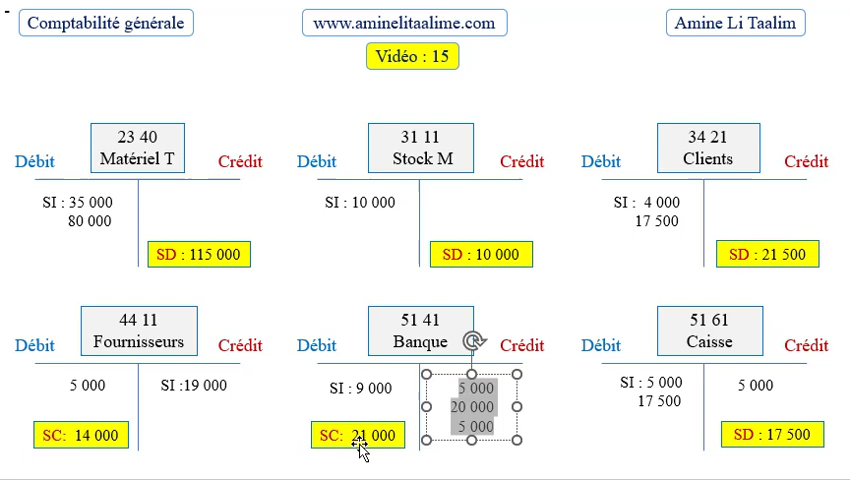 Comptabilité générale
www.aminelitaalime.com
Amine Li Taalim
Vidéo : 15
23 40
Matériel T
Débit
Crédit
SI : 35 000
80 000
SD : 115 000
31 11
Stock M
Débit
Crédit
SI : 10 000
SD : 10 000
34 21
Clients
Débit
Crédit
SI : 4 000
17 500
SD : 21 500
44 11
Fournisseurs
Débit
Crédit
5 000
SI :19 000
SC: 14 000
51 41
Banque
Débit
Crédit
SI : 9 000
5 000
20 000
5 000
SC: 21 000
51 61
Caisse
Débit
Crédit
SI : 5 000
17 500
5 000
SD : 17 500